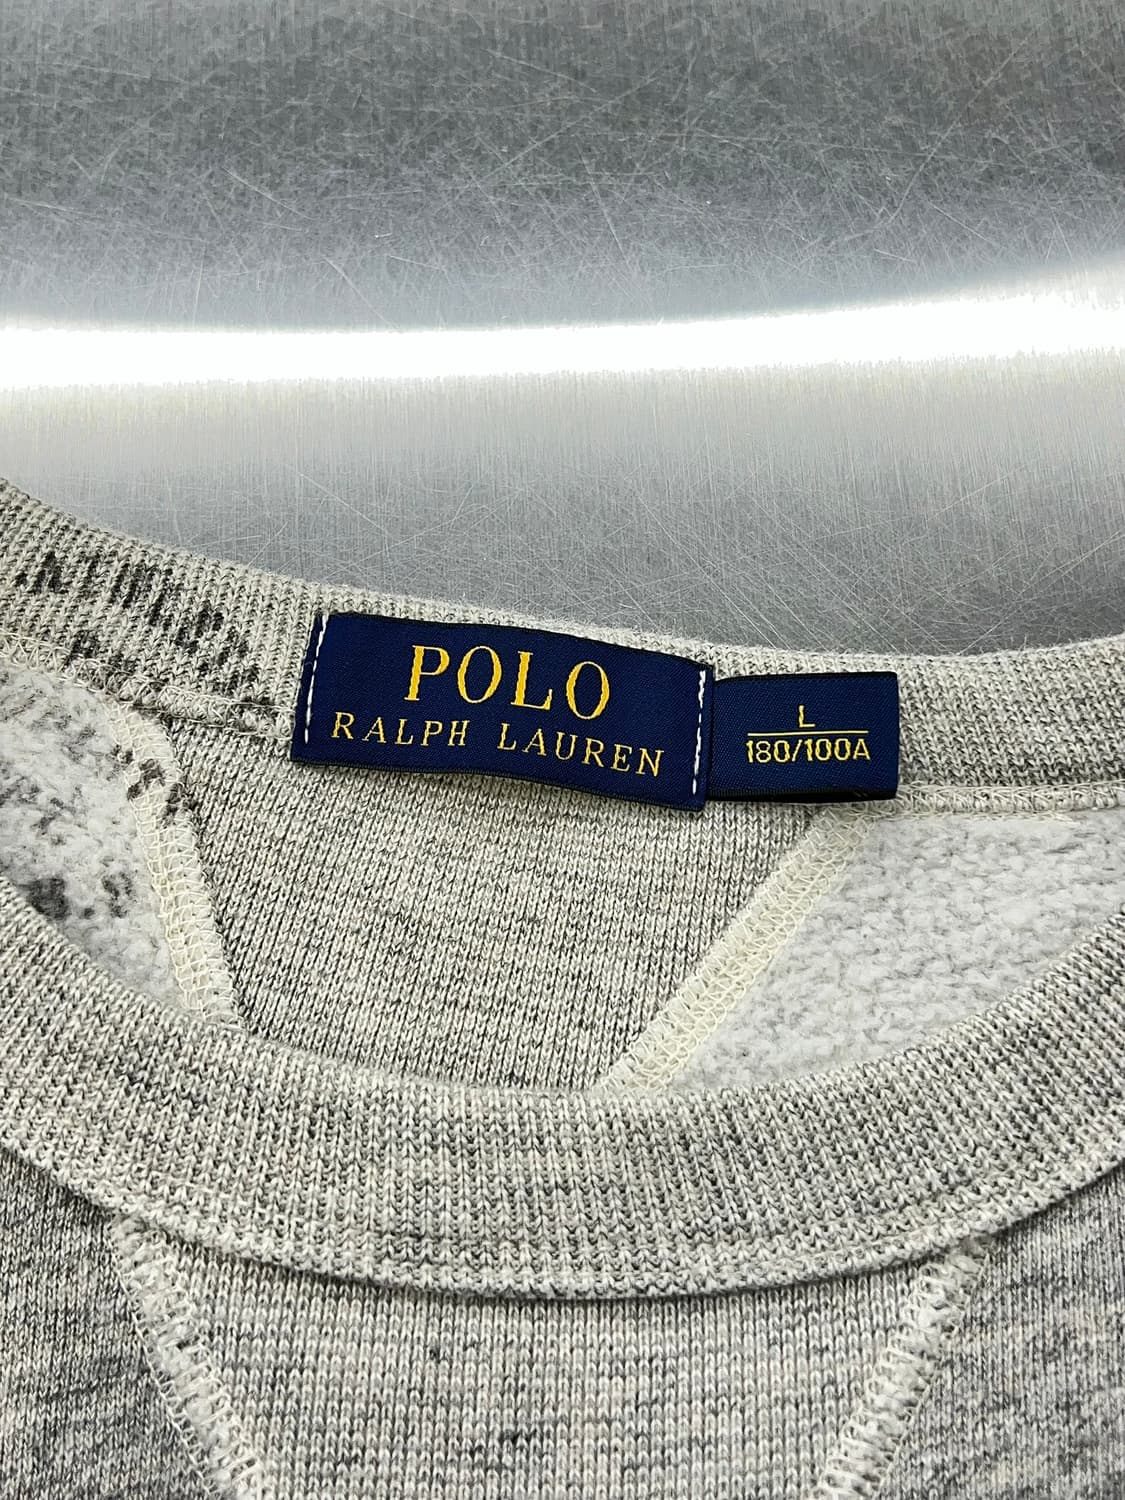 POLO
RALPH LAUREN
L
180/100A